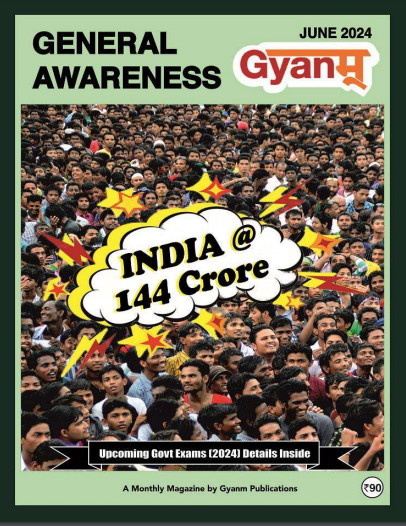 GENERAL
AWARENESS
JUNE 2024
Gyanम्
INDIA @
144 Crore
Upcoming Govt Exams (2024) Details Inside
A Monthly Magazine by Gyanm Publications
₹90